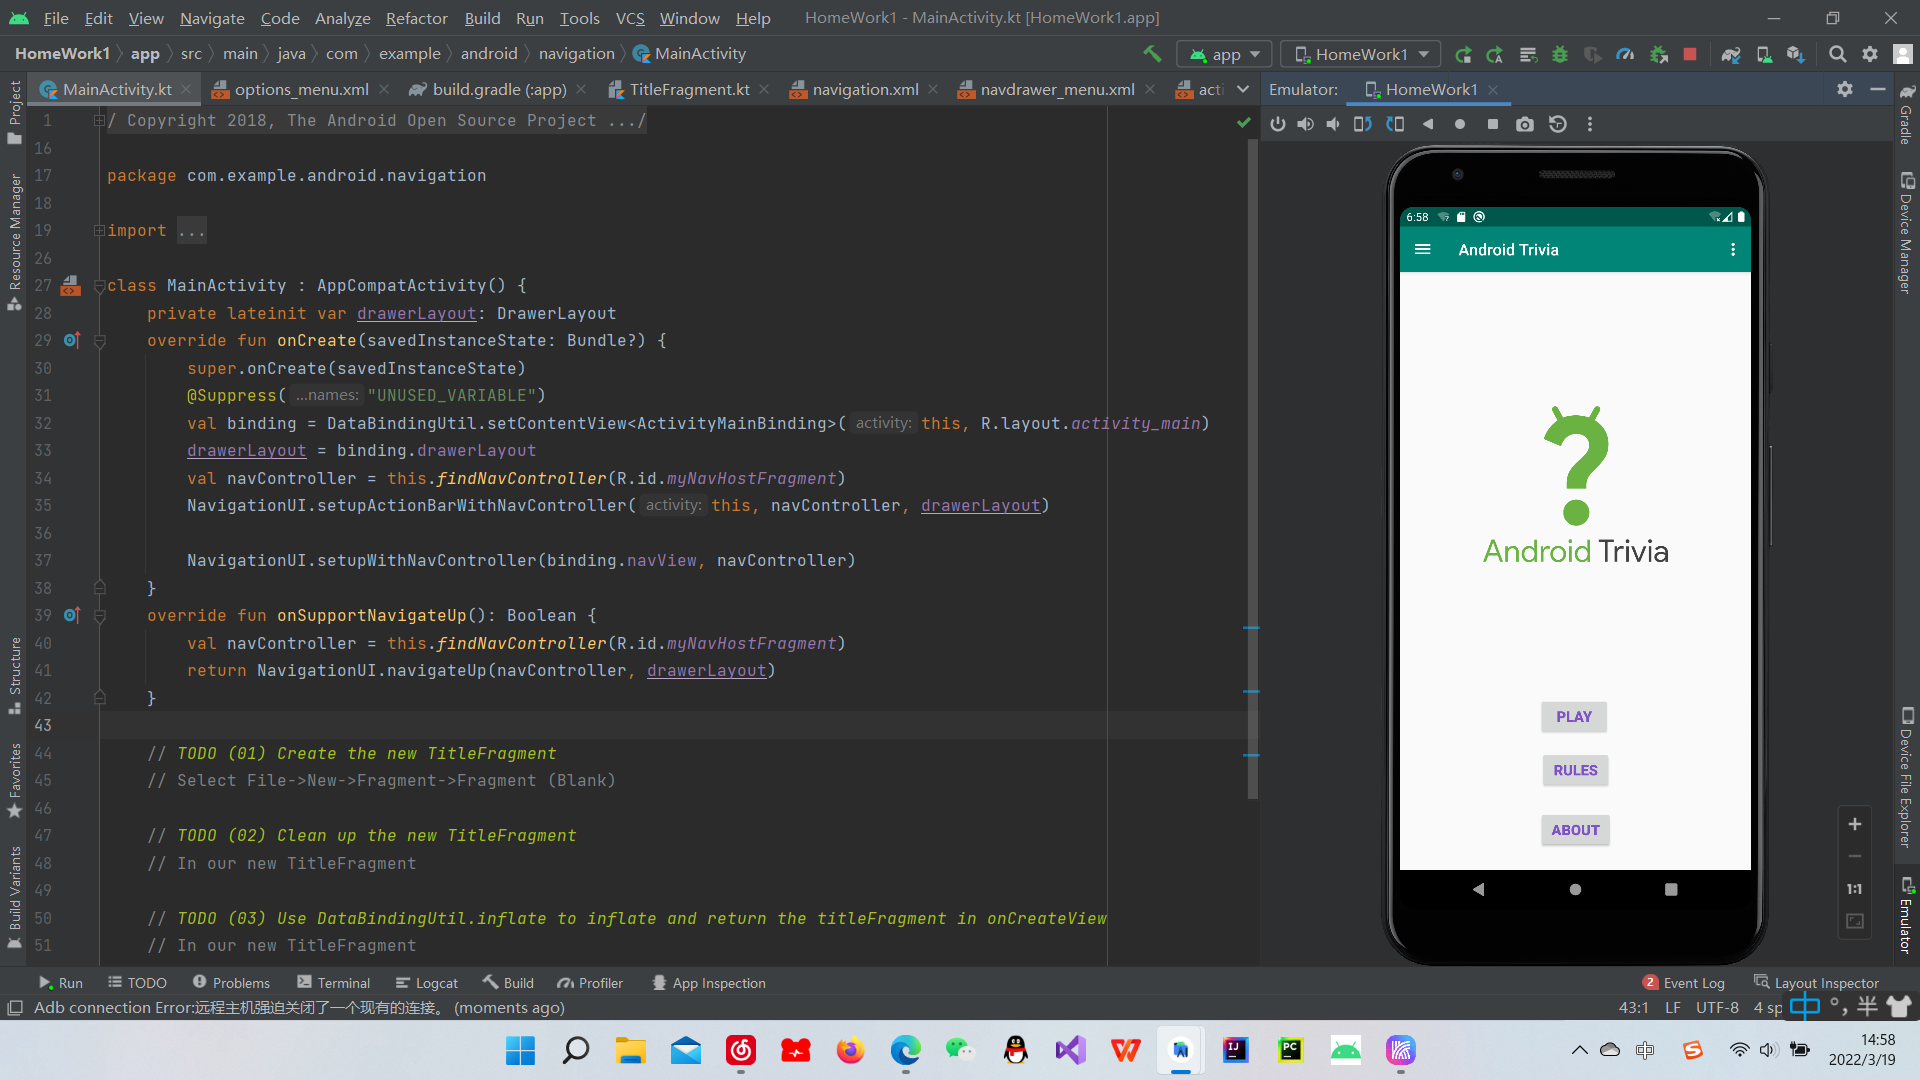 File Edit View Navigate Code Analyze Refactor Build Run Tools VCS Window Help HomeWork1 - MainActivity.kt [HomeWork1.app]
HomeWork1 app src main java com example android navigation MainActivity app HomeWork1
MainActivity.kt options_menu.xml build.gradle (:app) TitleFragment.kt navigation.xml navdrawer_menu.xml acti Emulator: HomeWork1
Project
Resource Manager
Structure
Favorites
Build Variants
1 / Copyright 2018, The Android Open Source Project .../
16
17 package com.example.android.navigation
18
19 import ...
26
27 class MainActivity : AppCompatActivity() {
28 private lateinit var drawerLayout: DrawerLayout
29 override fun onCreate(savedInstanceState: Bundle?) {
30 super.onCreate(savedInstanceState)
31 @Suppress( ...names: "UNUSED_VARIABLE")
32 val binding = DataBindingUtil.setContentView<ActivityMainBinding>( activity: this, R.layout.activity_main)
33 drawerLayout = binding.drawerLayout
34 val navController = this.findNavController(R.id.myNavHostFragment)
35 NavigationUI.setupActionBarWithNavController( activity: this, navController, drawerLayout)
36
37 NavigationUI.setupWithNavController(binding.navView, navController)
38 }
39 override fun onSupportNavigateUp(): Boolean {
40 val navController = this.findNavController(R.id.myNavHostFragment)
41 return NavigationUI.navigateUp(navController, drawerLayout)
42 }
43
44 // TODO (01) Create the new TitleFragment
45 // Select File->New->Fragment->Fragment (Blank)
46
47 // TODO (02) Clean up the new TitleFragment
48 // In our new TitleFragment
49
50 // TODO (03) Use DataBindingUtil.inflate to inflate and return the titleFragment in onCreateView
51 // In our new TitleFragment
6:58
Android Trivia
Android Trivia
PLAY
RULES
ABOUT
1:1
Gradle
Device Manager
Device File Explorer
Emulator
Run TODO Problems Terminal Logcat Build Profiler App Inspection 2 Event Log Layout Inspector
Adb connection Error:远程主机强迫关闭了一个现有的连接。 (moments ago) 43:1 LF UTF-8 4 sp 中 °, 半
IJ PC 中 S 14:58
2022/3/19